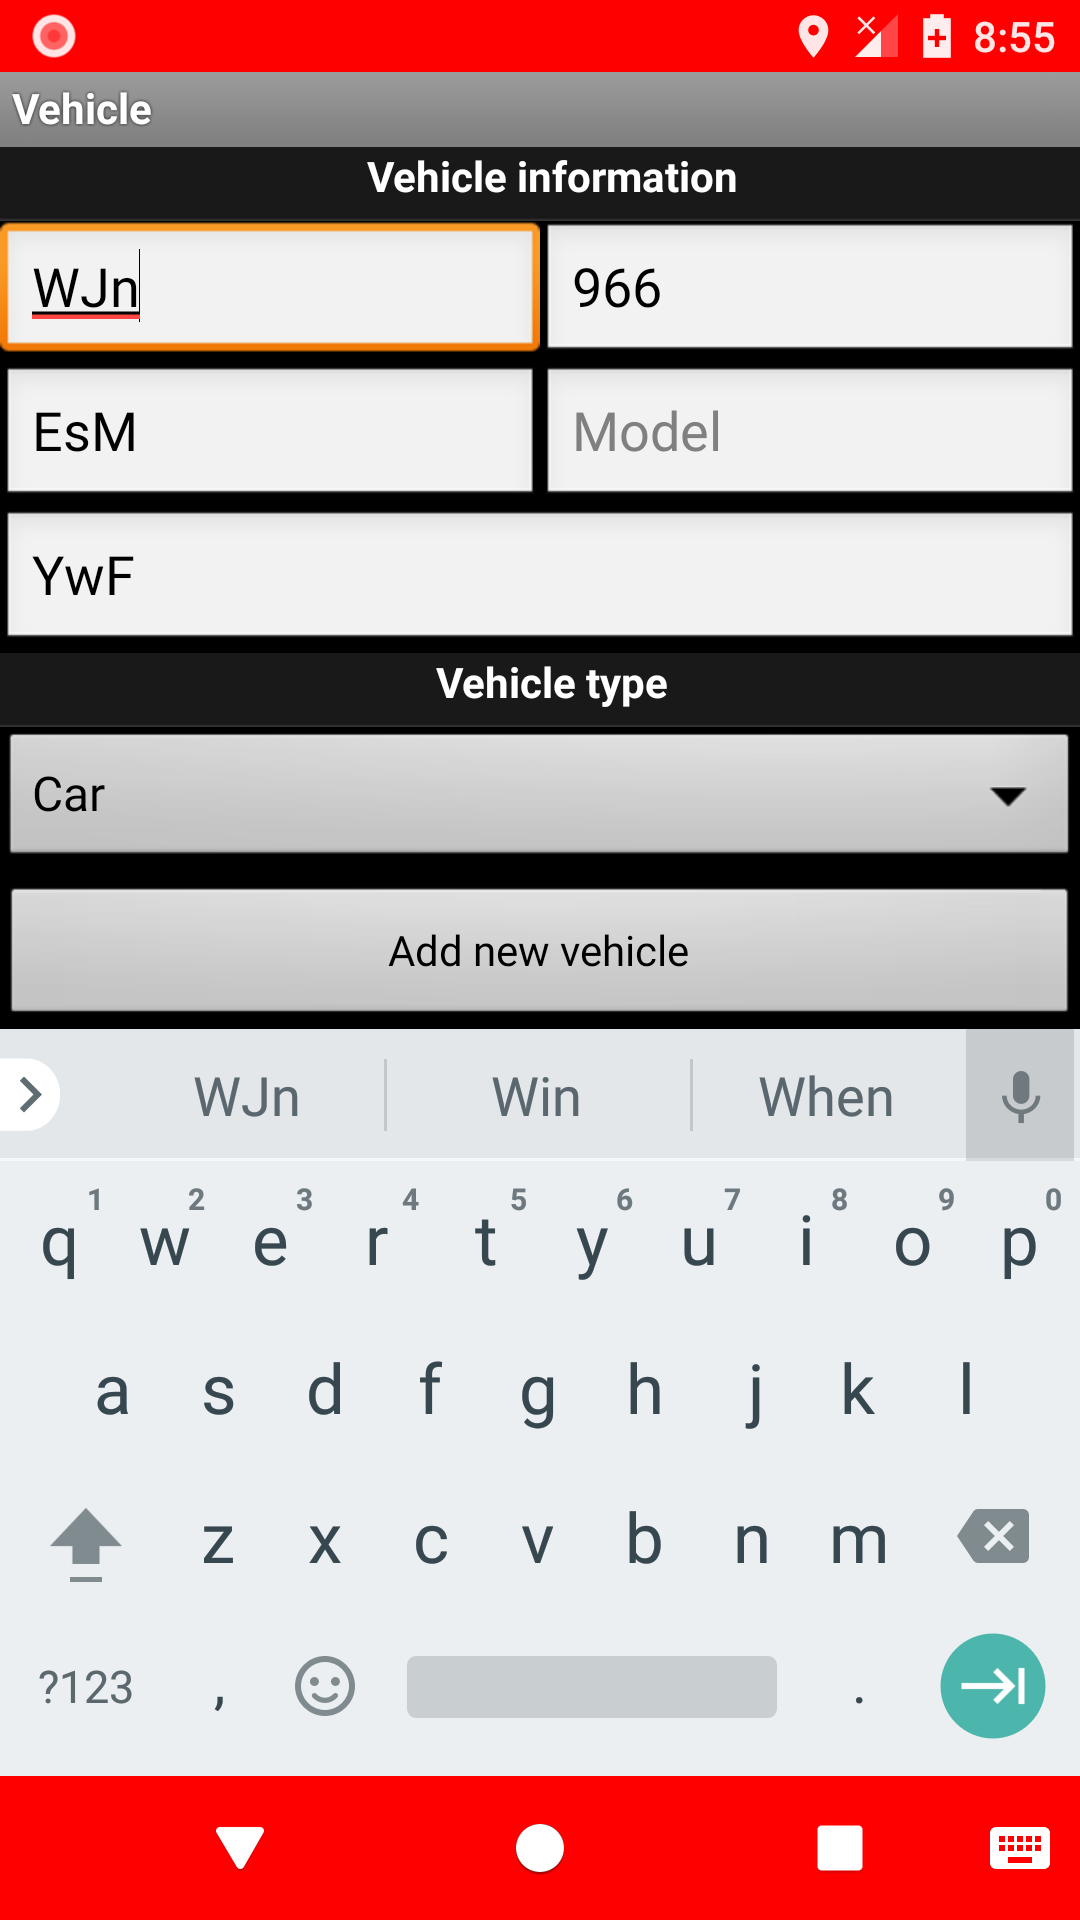 8:55
Vehicle
Vehicle information
WJn 966
EsM Model
YwF
Vehicle type
Car
Add new vehicle
WJn Win When
1 2 3 4 5 6 7 8 9 0
q w e r t y u i o p
a s d f g h j k l
z x c v b n m
?123 , .